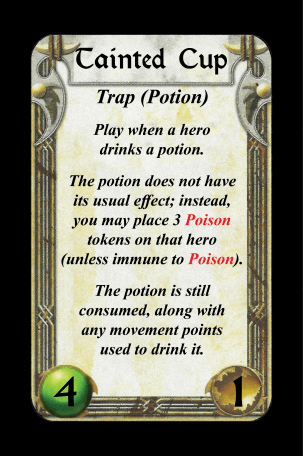 Tainted Cup
Trap (Potion)
Play when a hero
drinks a potion.
The potion does not have
its usual effect; instead,
you may place 3 Poison
tokens on that hero
(unless immune to Poison).
The potion is still
consumed, along with
any movement points
used to drink it.
4
1